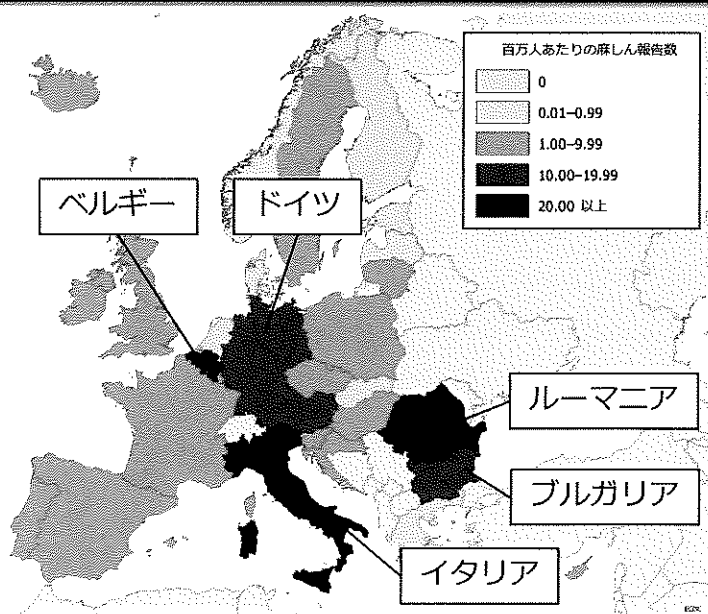 百万人あたりの麻しん報告数
0
0.01-0.99
1.00-9.99
10.00-19.99
20.00 以上
ベルギー
ドイツ
ルーマニア
ブルガリア
イタリア